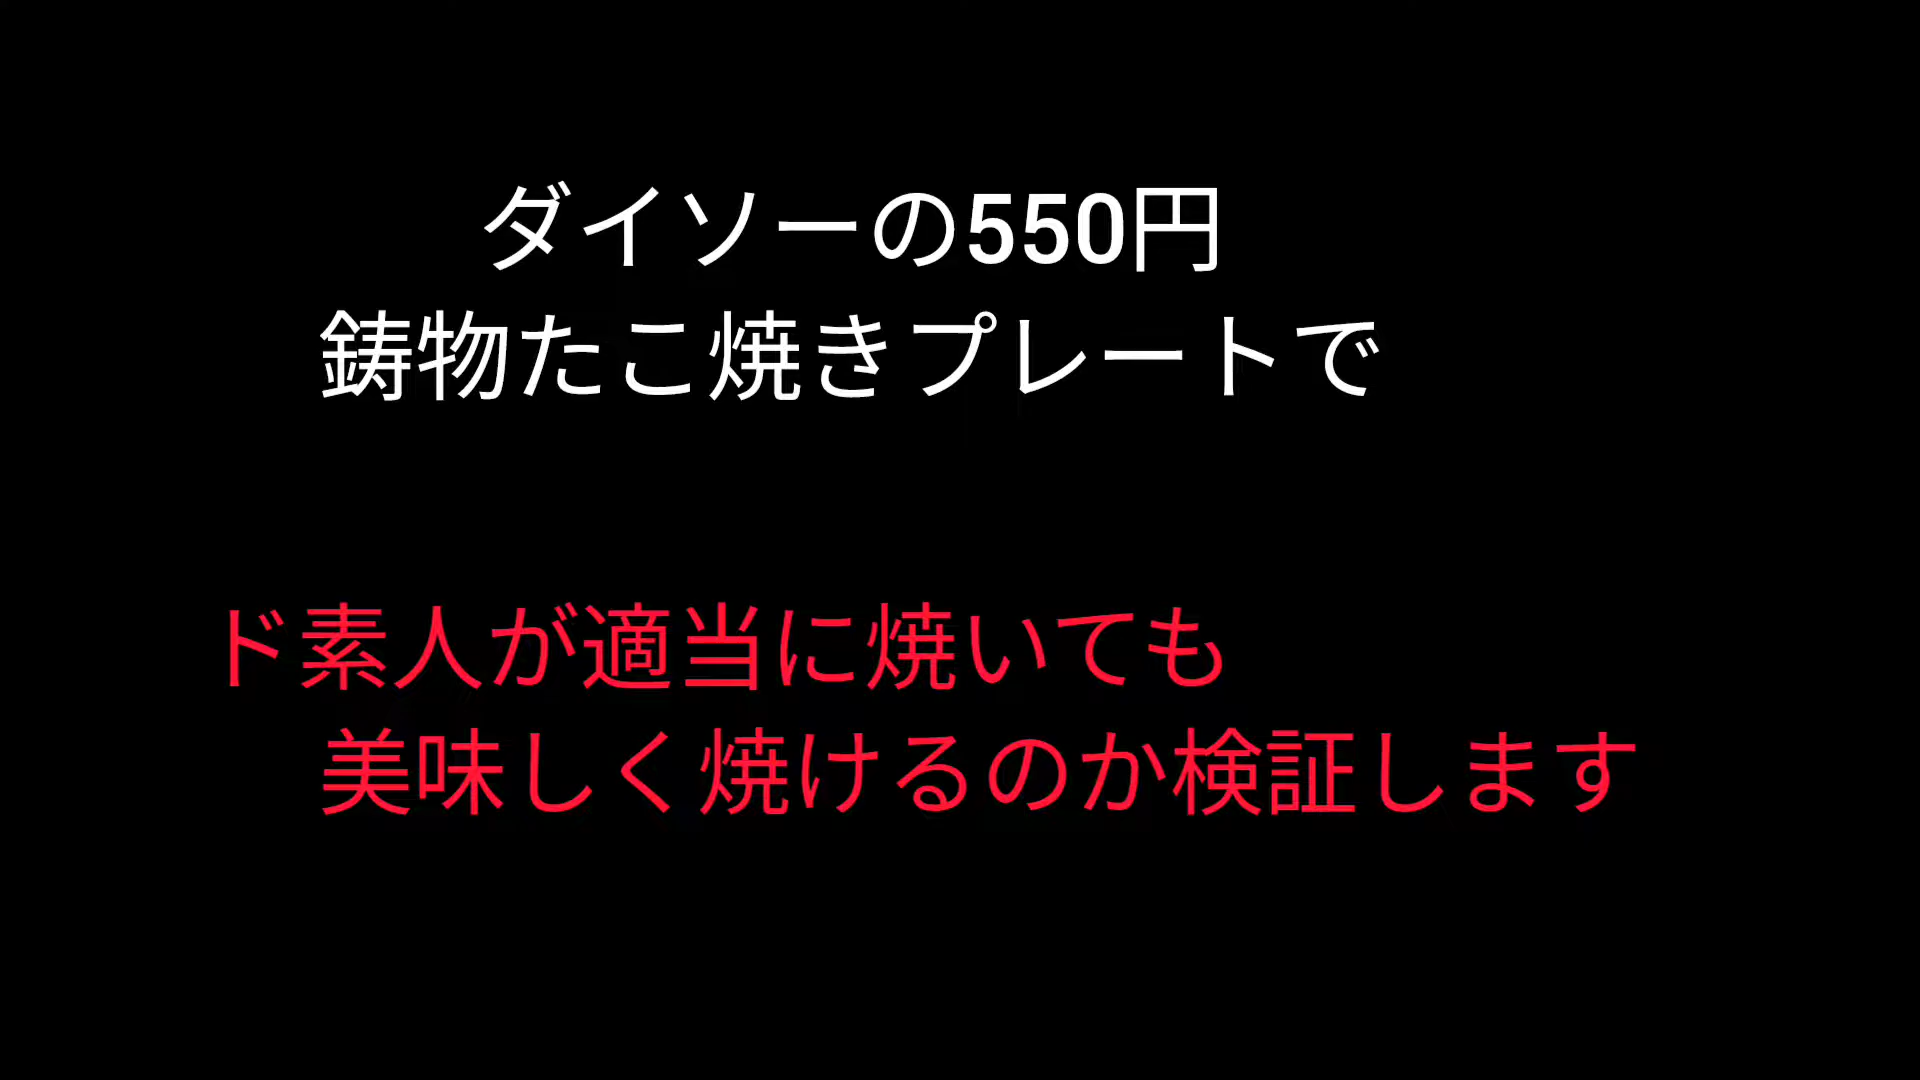 ダイソーの550円
鋳物たこ焼きプレートで
ド素人が適当に焼いても
美味しく焼けるのか検証します